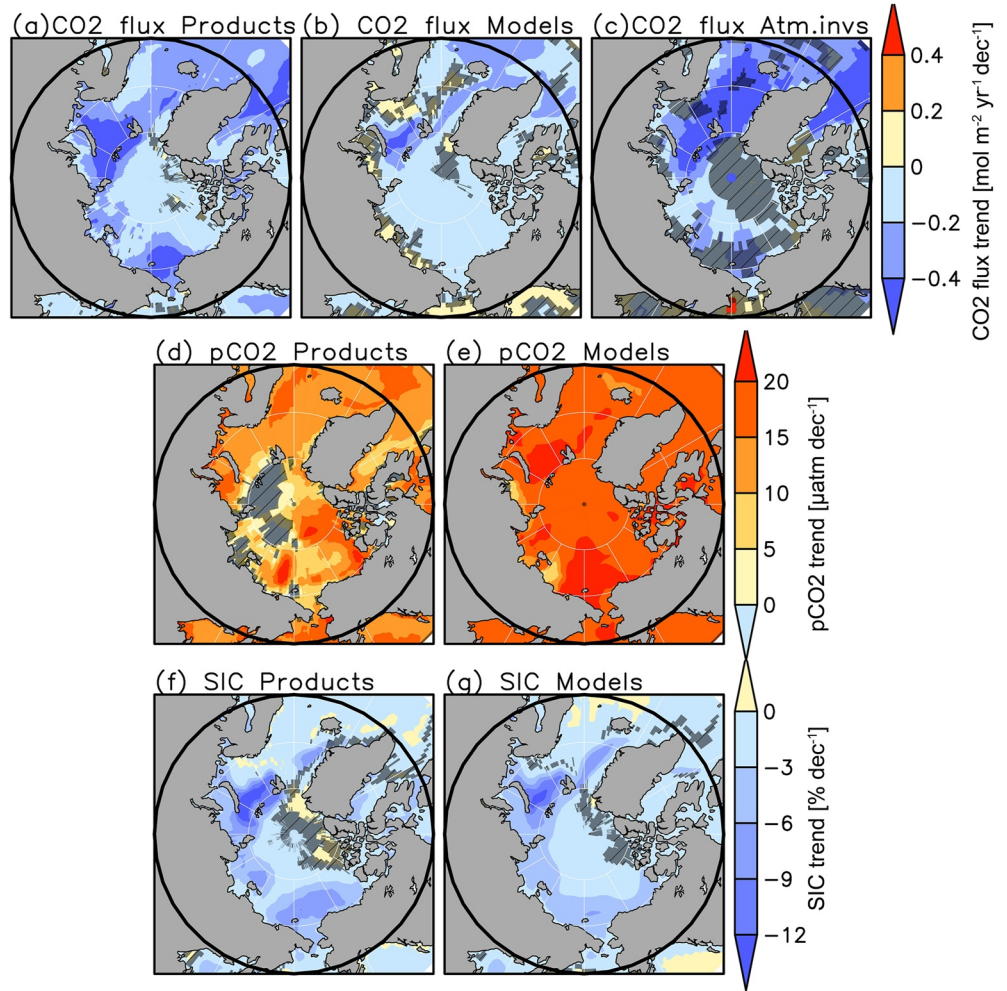 (a)CO2 flux Products
(b) CO2 flux Models
(c)CO2 flux Atm.invs
0.4
0.2
0
−0.2
−0.4
CO2 flux trend [mol m⁻² yr⁻¹ dec⁻¹]
(d) pCO2 Products
(e) pCO2 Models
20
15
10
5
0
pCO2 trend [µatm dec⁻¹]
(f) SIC Products
(g) SIC Models
0
−3
−6
−9
−12
SIC trend [% dec⁻¹]